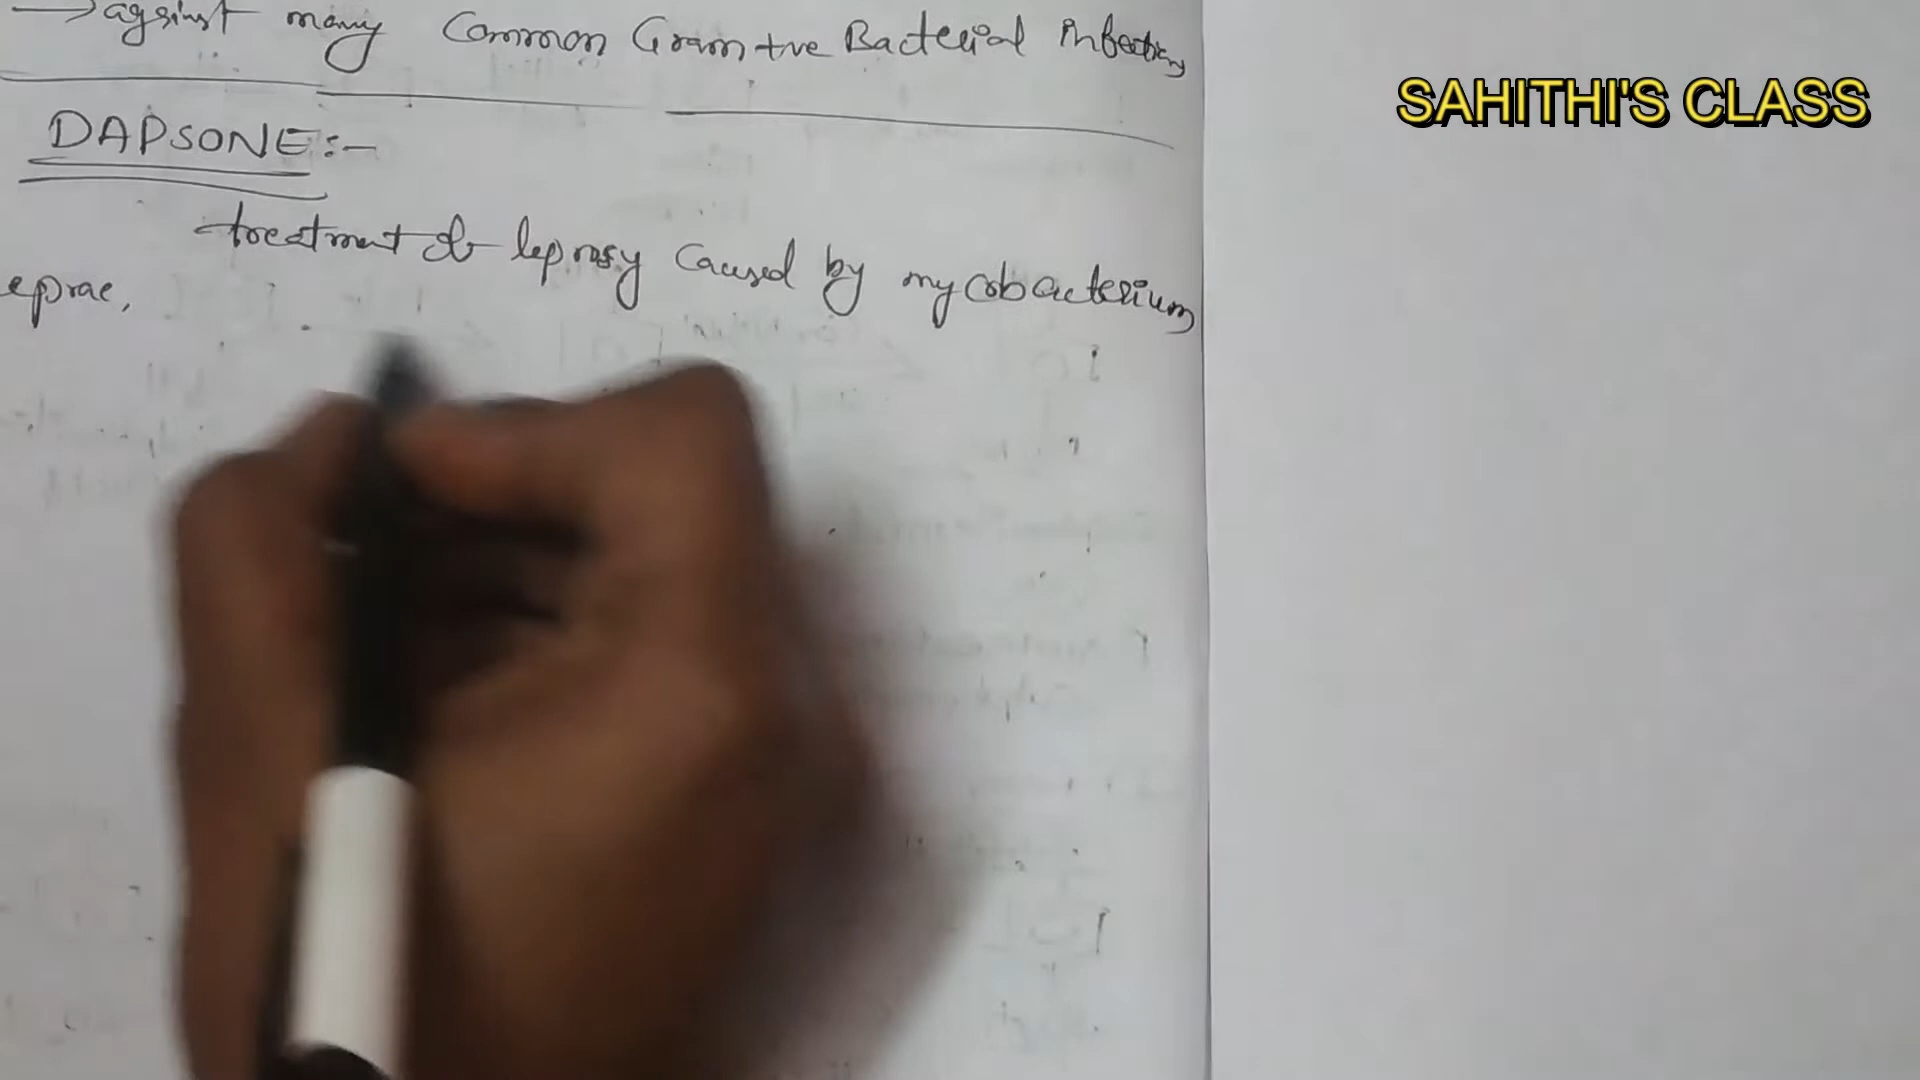 → against many common Gram +ve Bacterial infections
SAHITHI'S CLASS
DAPSONE:-
treatment of leprosy caused by mycobacterium
eprae,